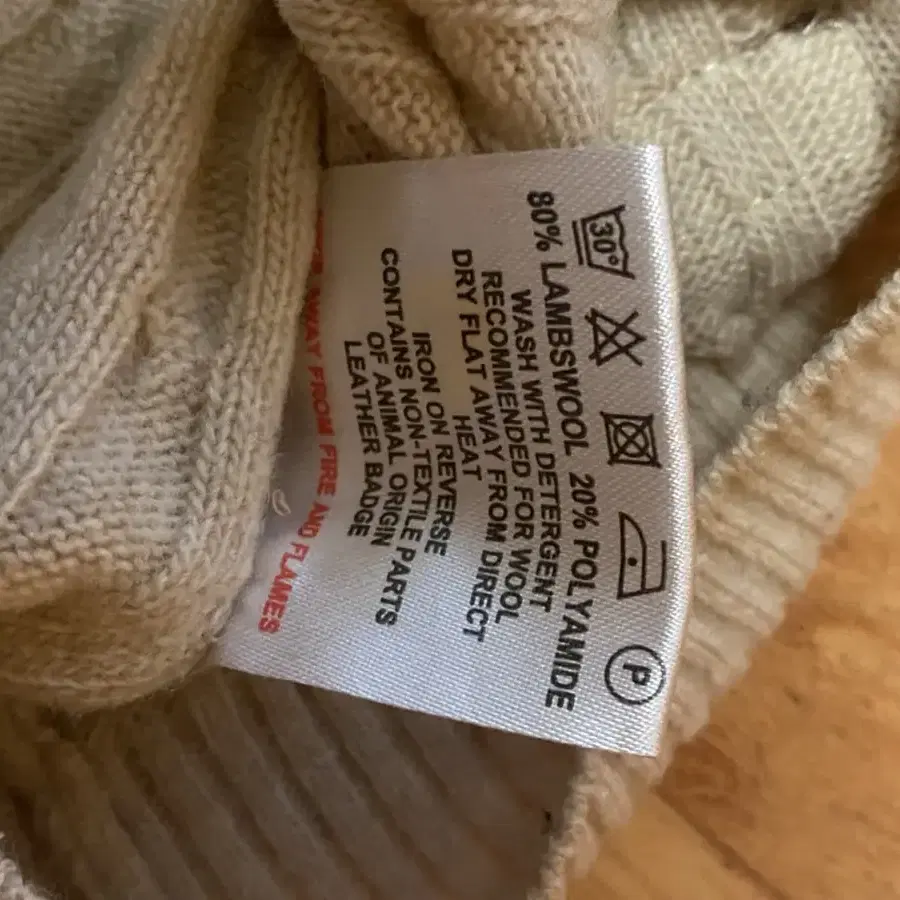 30°
P
80% LAMBSWOOL 20% POLYAMIDE
WASH WITH DETERGENT
RECOMMENDED FOR WOOL
DRY FLAT AWAY FROM DIRECT
HEAT
IRON ON REVERSE
CONTAINS NON-TEXTILE PARTS
OF ANIMAL ORIGIN
LEATHER BADGE
AWAY FROM FIRE AND FLAMES